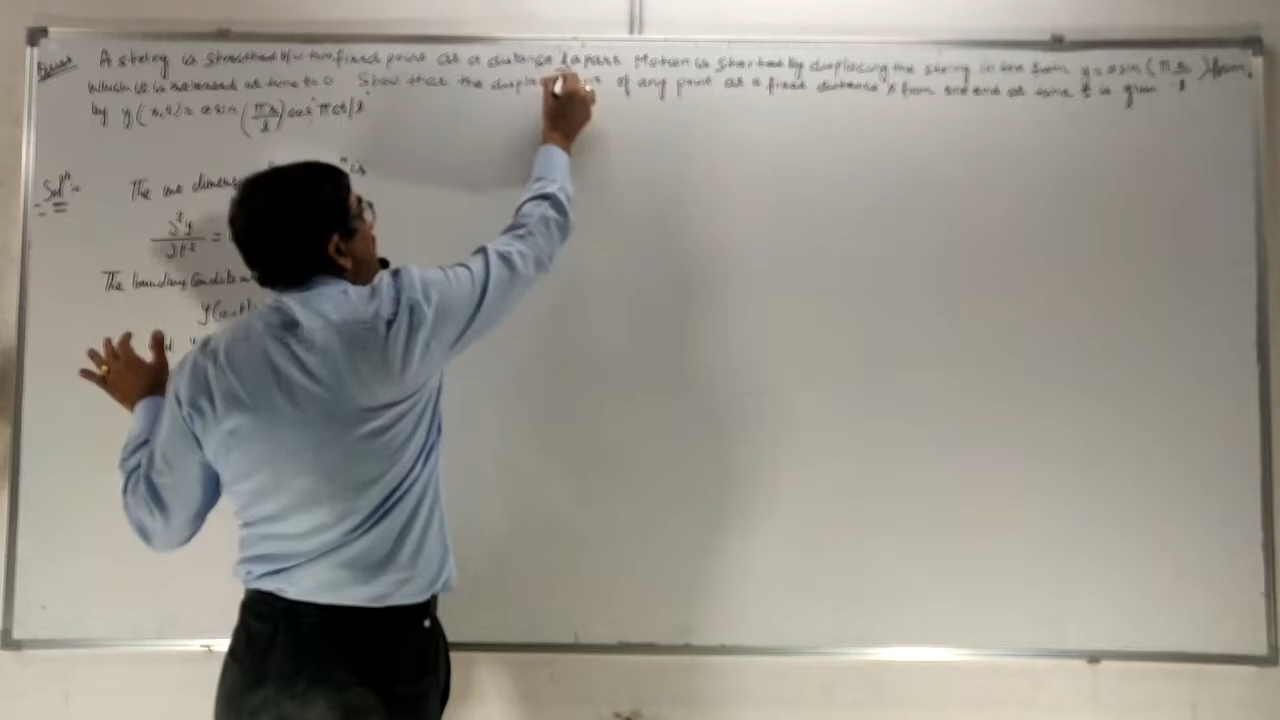 A string is stretched b/w two fixed point at a distance l apart Motion is started by displacing the string in the form y = a sin (πx/l) from
which it is released at time t=0 Show that the displacement of any point at a fixed distance x from one end at time t is given
by y(x,t) = a sin (πx/l) cos πct/l
Solⁿ :- The one dimens is
∂²y/∂t² =
The boundary Condition
y(0,t)